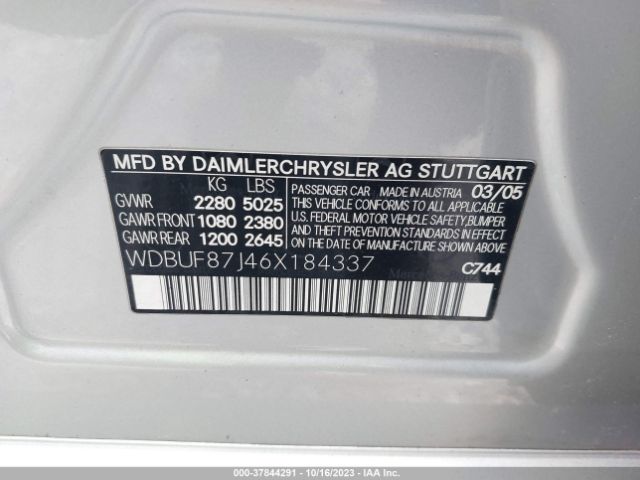 MFD BY DAIMLERCHRYSLER AG STUTTGART
KG LBS
GVWR 2280 5025
GAWR FRONT 1080 2380
GAWR REAR 1200 2645
PASSENGER CAR MADE IN AUSTRIA 03/05
THIS VEHICLE CONFORMS TO ALL APPLICABLE
U.S. FEDERAL MOTOR VEHICLE SAFETY,BUMPER,
AND THEFT PREVENTION STANDARDS
IN EFFECT ON THE DATE OF
MANUFACTURE SHOWN ABOVE
WDBUF87J46X184337
C744
000-37844291 - 10/16/2023 - IAAI.com